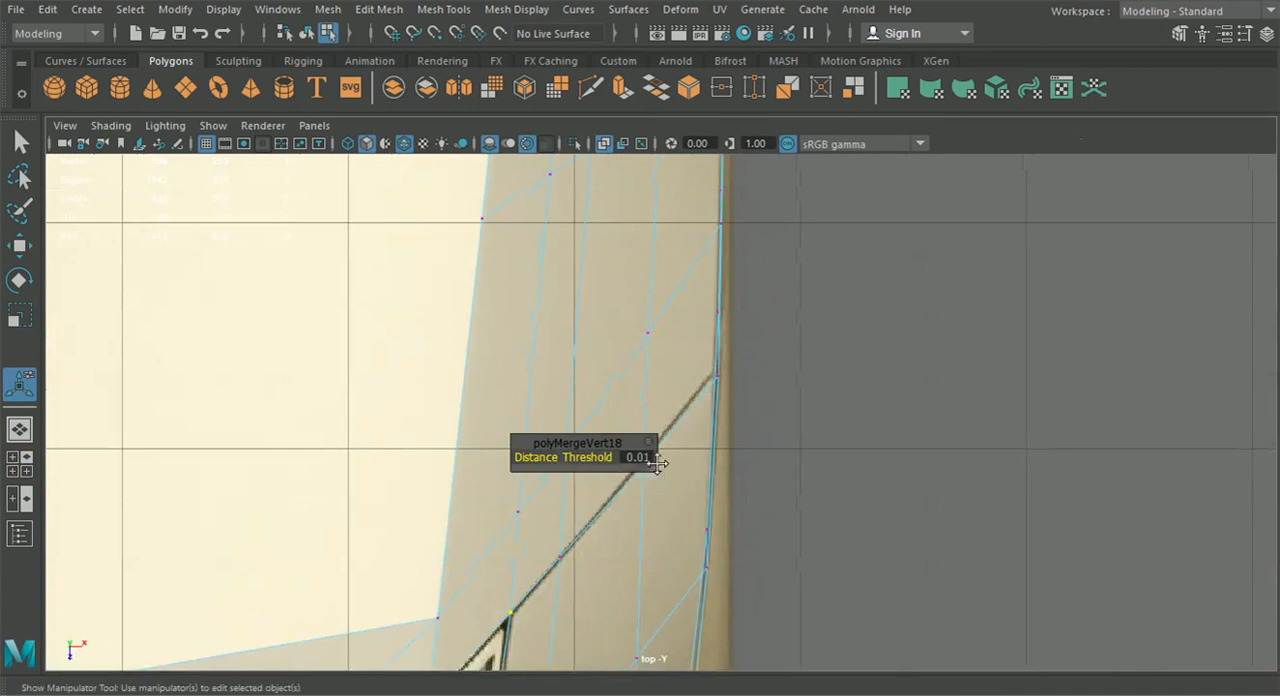 File Edit Create Select Modify Display Windows Mesh Edit Mesh Mesh Tools Mesh Display Curves Surfaces Deform UV Generate Cache Arnold Help Workspace : Modeling - Standard
Modeling No Live Surface Sign In
Curves / Surfaces Polygons Sculpting Rigging Animation Rendering FX FX Caching Custom Arnold Bifrost MASH Motion Graphics XGen
T SVG
View Shading Lighting Show Renderer Panels
0.00 1.00 sRGB gamma
polyMergeVert18
Distance Threshold 0.01
Y X
Z
top -Y
Show Manipulator Tool: Use manipulator(s) to edit selected object(s).